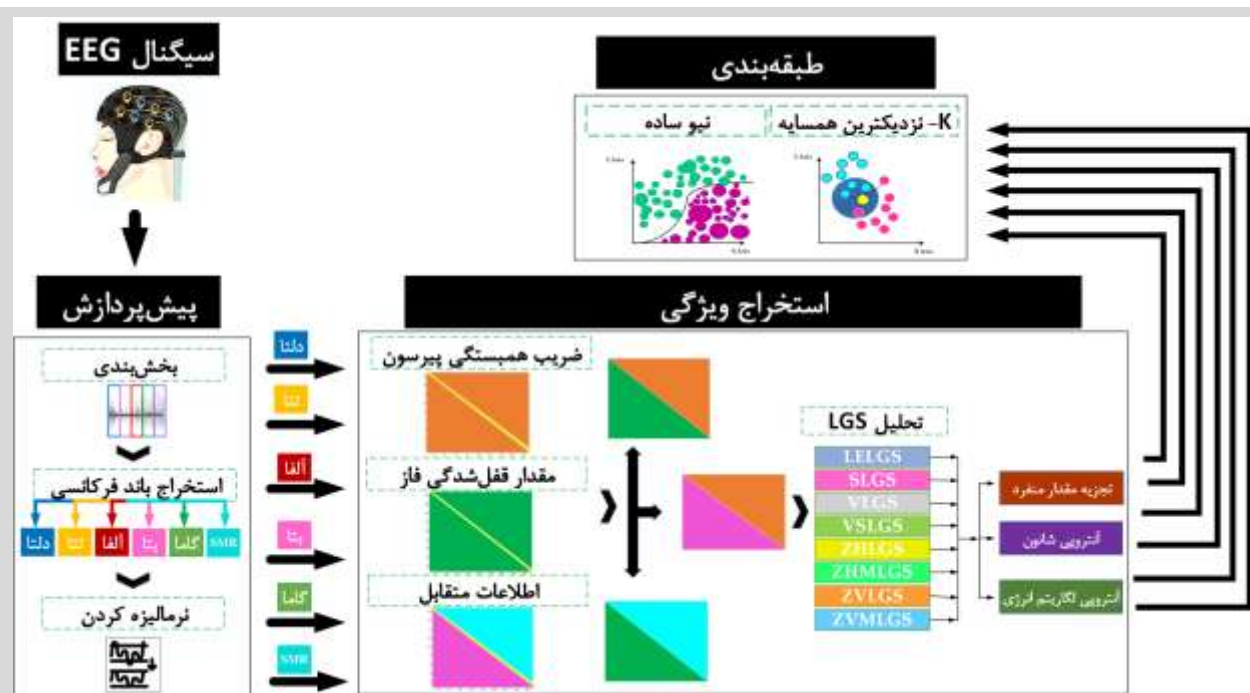 سیگنال EEG
طبقه‌بندی
نیو ساده
K- نزدیکترین همسایه
پیش‌پردازش
بخش‌بندی
استخراج باند فرکانسی
دلتا
تتا
آلفا
بتا
گاما
SMR
نرمالیزه کردن
دلتا
تتا
آلفا
بتا
گاما
SMR
استخراج ویژگی
ضریب همبستگی پیرسون
مقدار قفل‌شدگی فاز
اطلاعات متقابل
تحلیل LGS
LELGS
SLGS
VLGS
VSLGS
ZHLGS
ZHMLGS
ZVLGS
ZVMLGS
تجزیه مقدار منفرد
آنتروپی شانون
آنتروپی لگاریتم انرژی